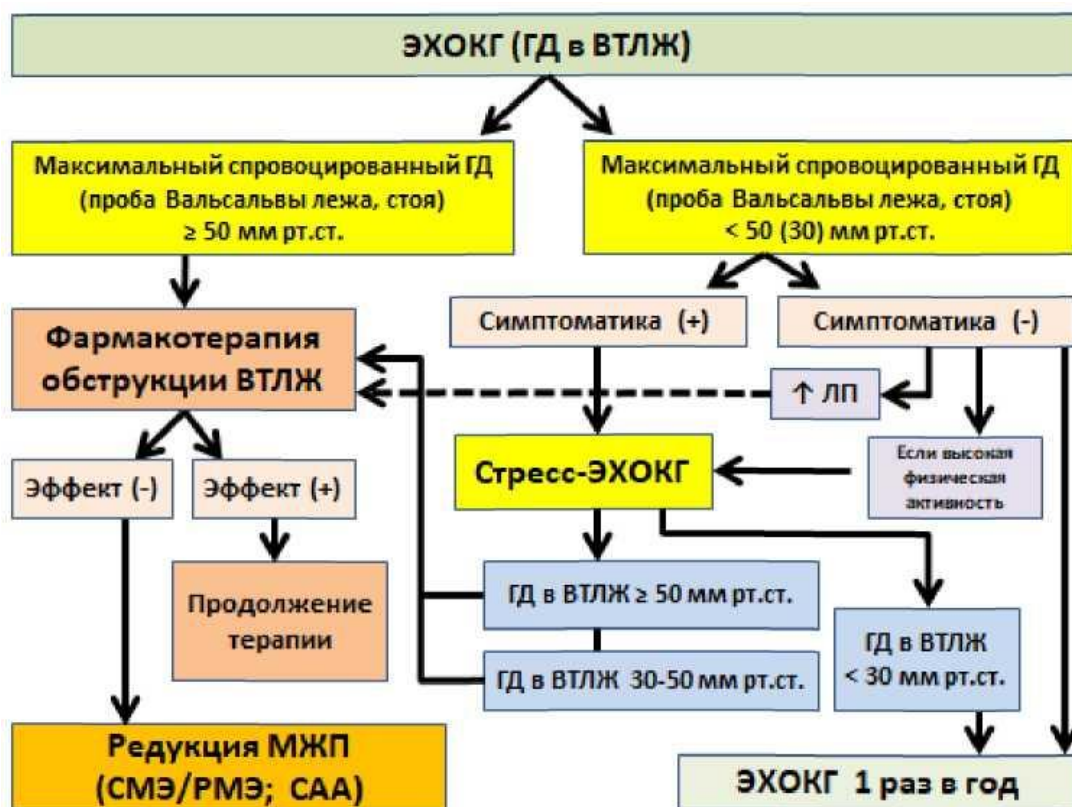 ЭХОКГ (ГД в ВТЛЖ)
Максимальный спровоцированный ГД
(проба Вальсальвы лежа, стоя)
≥ 50 мм рт.ст.
Максимальный спровоцированный ГД
(проба Вальсальвы лежа, стоя)
< 50 (30) мм рт.ст.
Фармакотерапия
обструкции ВТЛЖ
Симптоматика (+)
Симптоматика (-)
↑ ЛП
Эффект (-)
Эффект (+)
Стресс-ЭХОКГ
Если высокая
физическая
активность
Продолжение
терапии
ГД в ВТЛЖ ≥ 50 мм рт.ст.
ГД в ВТЛЖ 30-50 мм рт.ст.
ГД в ВТЛЖ
< 30 мм рт.ст.
Редукция МЖП
(СМЭ/РМЭ; САА)
ЭХОКГ 1 раз в год